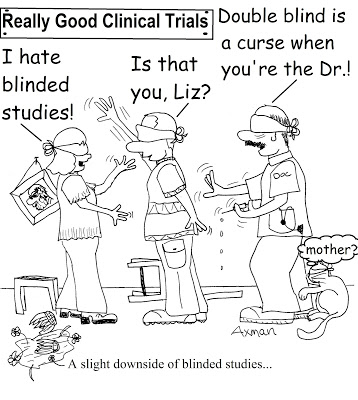 Really Good Clinical Trials
Double blind is
a curse when
you're the Dr.!
I hate
blinded
studies!
Is that
you, Liz?
Doc
mother?
Axman
A slight downside of blinded studies...